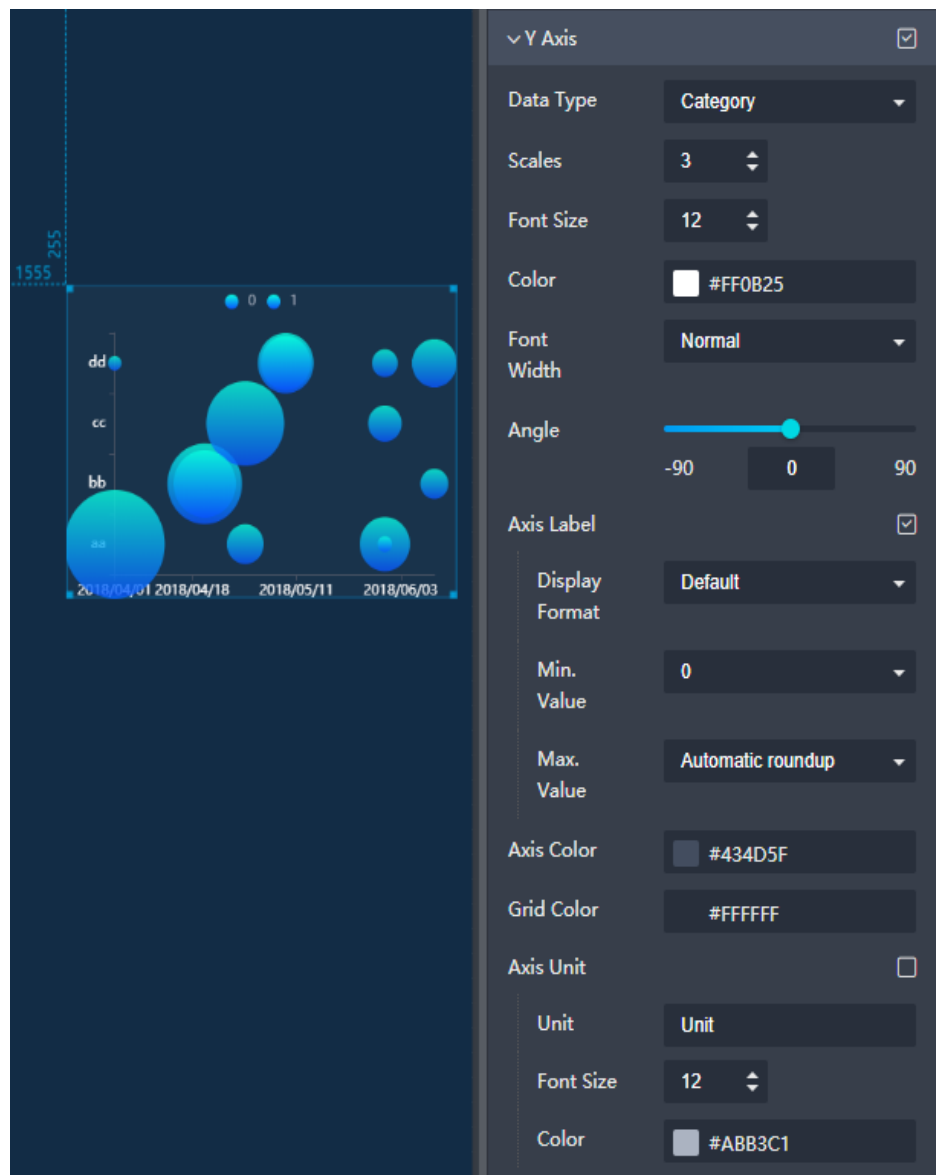 255
1555
0 1
dd
cc
bb
aa
2018/04/01 2018/04/18 2018/05/11 2018/06/03
Y Axis
Data Type Category
Scales 3
Font Size 12
Color #FF0B25
Font Width Normal
Angle
-90 0 90
Axis Label
Display Format Default
Min. Value 0
Max. Value Automatic roundup
Axis Color #434D5F
Grid Color #FFFFFF
Axis Unit
Unit Unit
Font Size 12
Color #ABB3C1